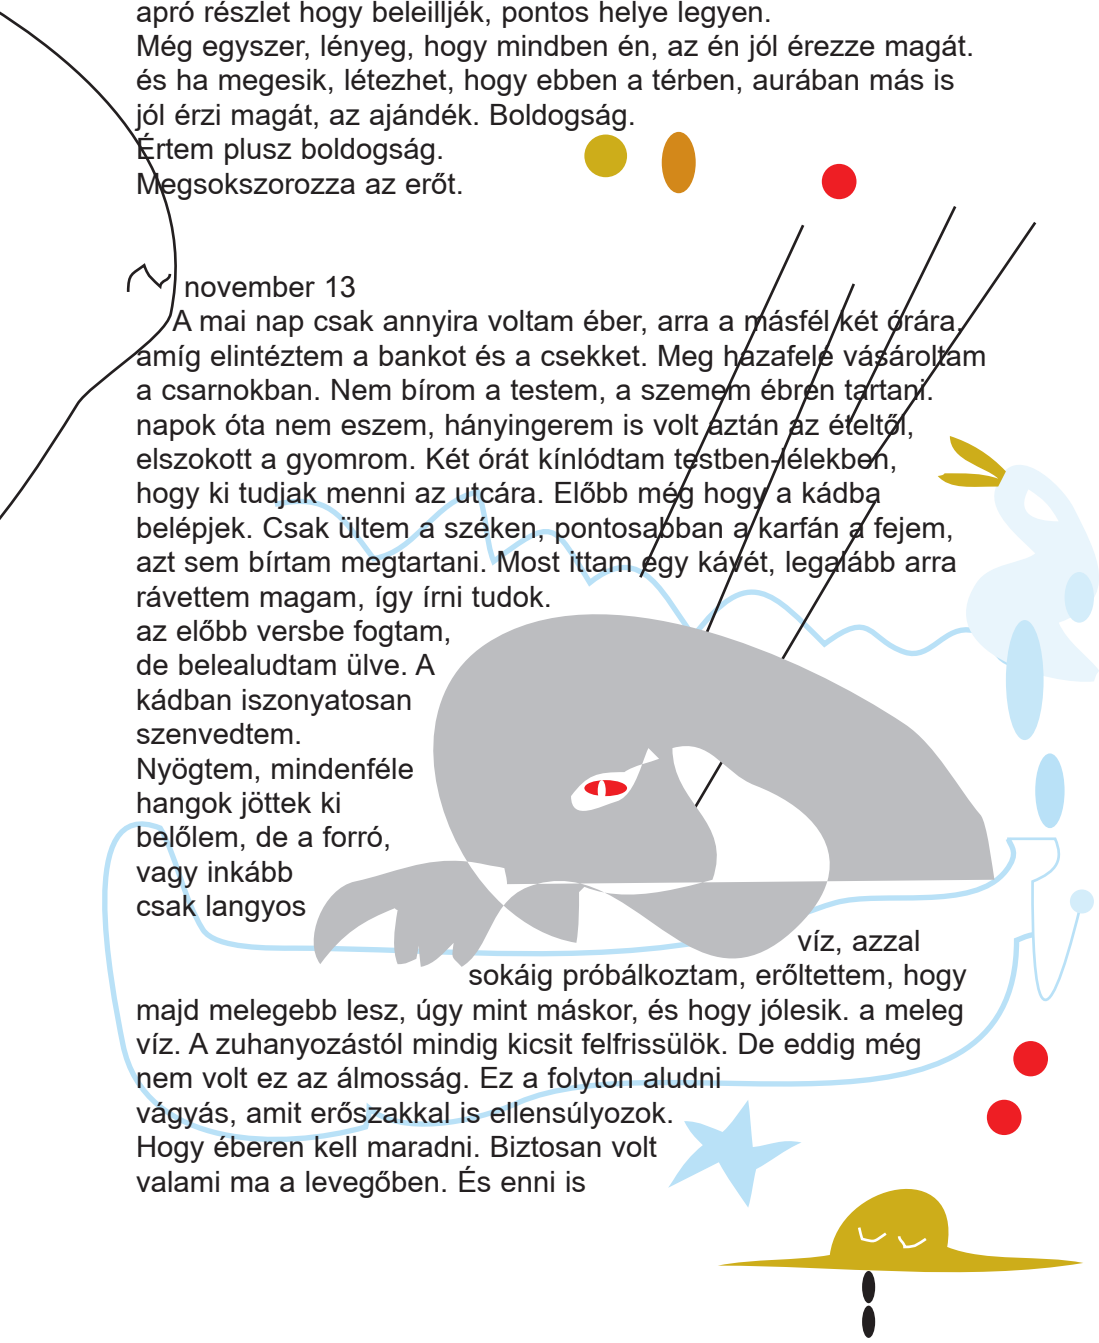 apró részlet hogy beleilljék, pontos helye legyen.
Még egyszer, lényeg, hogy mindben én, az én jól érezze magát.
és ha megesik, létezhet, hogy ebben a térben, aurában más is
jól érzi magát, az ajándék. Boldogság.
Értem plusz boldogság.
Megsokszorozza az erőt.
november 13
A mai nap csak annyira voltam éber, arra a másfél két órára.
amíg elintéztem a bankot és a csekket. Meg hazafelé vásároltam
a csarnokban. Nem bírom a testem, a szemem ébren tartani.
napok óta nem eszem, hányingerem is volt aztán az ételtől,
elszokott a gyomrom. Két órát kínlódtam testben-lélekben,
hogy ki tudjak menni az utcára. Előbb még hogy a kádba
belépjek. Csak ültem a széken, pontosabban a karfán a fejem,
azt sem bírtam megtartani. Most ittam egy kávét, legalább arra
rávettem magam, így írni tudok.
az előbb versbe fogtam,
de belealudtam ülve. A
kádban iszonyatosan
szenvedtem.
Nyögtem, mindenféle
hangok jöttek ki
belőlem, de a forró,
vagy inkább
csak langyos
víz, azzal
sokáig próbálkoztam, erőltettem, hogy
majd melegebb lesz, úgy mint máskor, és hogy jólesik. a meleg
víz. A zuhanyozástól mindig kicsit felfrissülök. De eddig még
nem volt ez az álmosság. Ez a folyton aludni
vágyás, amit erőszakkal is ellensúlyozok.
Hogy éberen kell maradni. Biztosan volt
valami ma a levegőben. És enni is